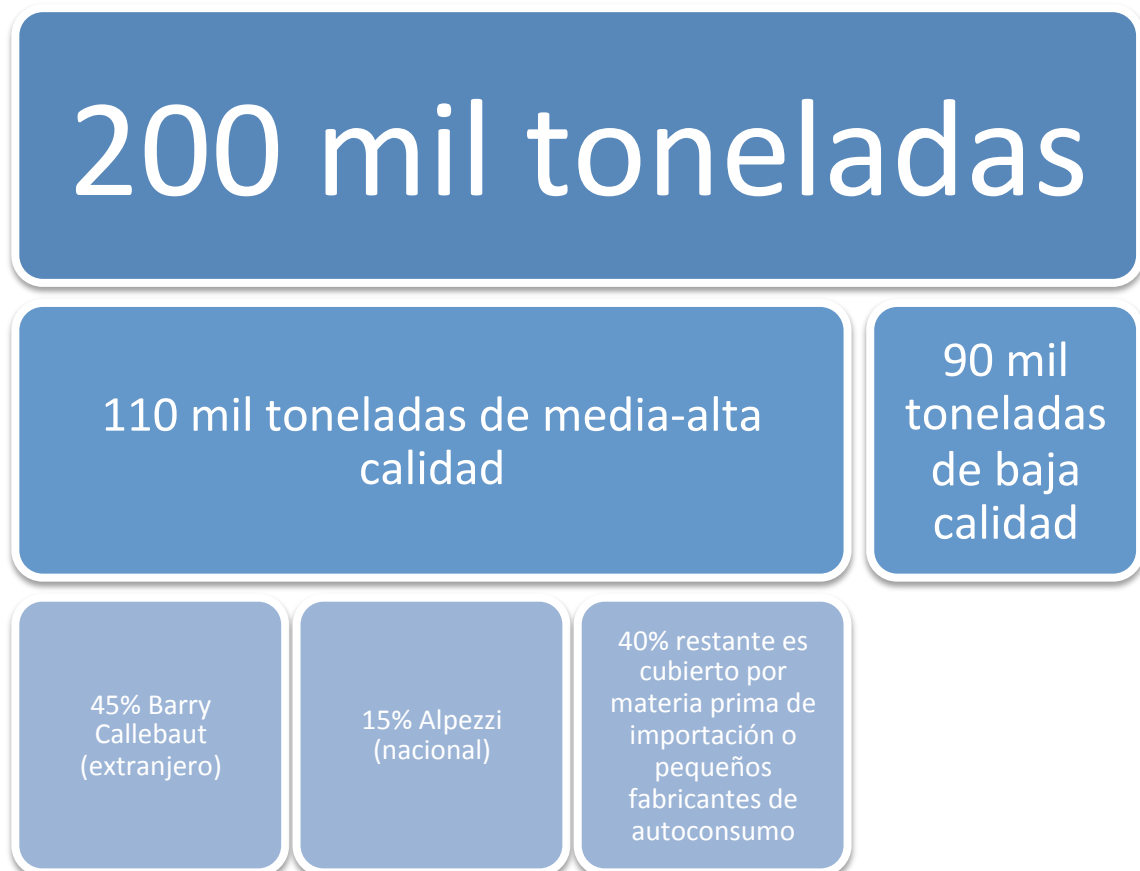 200 mil toneladas
110 mil toneladas de media-alta
calidad
90 mil
toneladas
de baja
calidad
45% Barry
Callebaut
(extranjero)
15% Alpezzi
(nacional)
40% restante es
cubierto por
materia prima de
importación o
pequeños
fabricantes de
autoconsumo